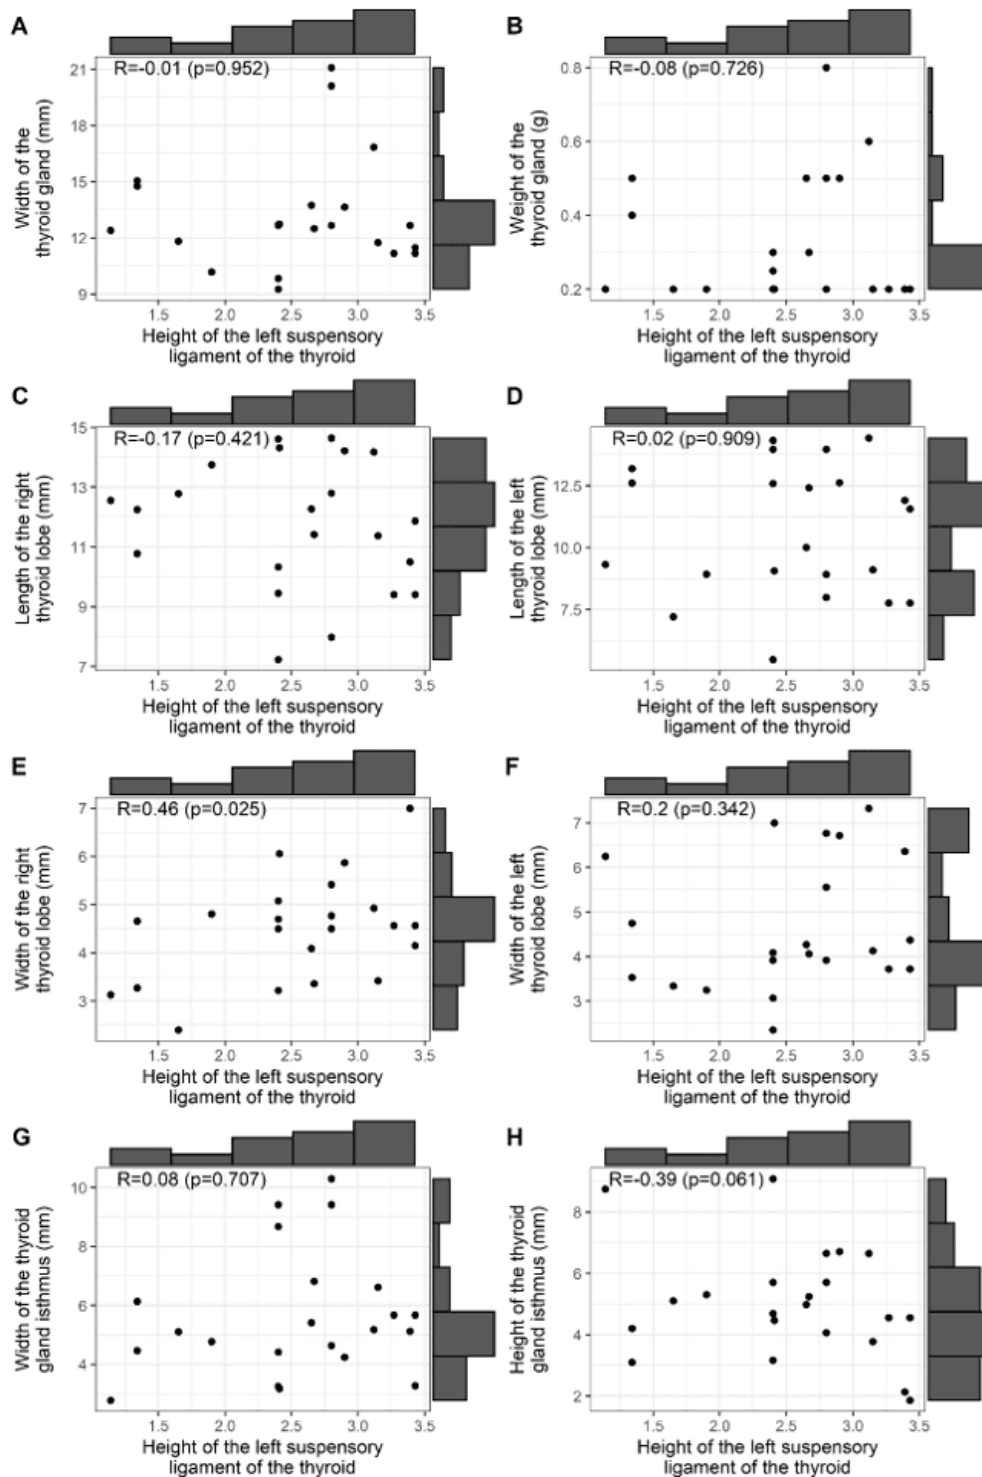 A
R=-0.01 (p=0.952)
Width of the
thyroid gland (mm)
21
18
15
12
9
1.5 2.0 2.5 3.0 3.5
Height of the left suspensory
ligament of the thyroid
B
R=-0.08 (p=0.726)
Weight of the
thyroid gland (g)
0.8
0.6
0.4
0.2
1.5 2.0 2.5 3.0 3.5
Height of the left suspensory
ligament of the thyroid
C
R=-0.17 (p=0.421)
Length of the right
thyroid lobe (mm)
15
13
11
9
7
1.5 2.0 2.5 3.0 3.5
Height of the left suspensory
ligament of the thyroid
D
R=0.02 (p=0.909)
Length of the left
thyroid lobe (mm)
12.5
10.0
7.5
1.5 2.0 2.5 3.0 3.5
Height of the left suspensory
ligament of the thyroid
E
R=0.46 (p=0.025)
Width of the right
thyroid lobe (mm)
7
6
5
4
3
1.5 2.0 2.5 3.0 3.5
Height of the left suspensory
ligament of the thyroid
F
R=0.2 (p=0.342)
Width of the left
thyroid lobe (mm)
7
6
5
4
3
1.5 2.0 2.5 3.0 3.5
Height of the left suspensory
ligament of the thyroid
G
R=0.08 (p=0.707)
Width of the thyroid
gland isthmus (mm)
10
8
6
4
1.5 2.0 2.5 3.0 3.5
Height of the left suspensory
ligament of the thyroid
H
R=-0.39 (p=0.061)
Height of the thyroid
gland isthmus (mm)
8
6
4
2
1.5 2.0 2.5 3.0 3.5
Height of the left suspensory
ligament of the thyroid